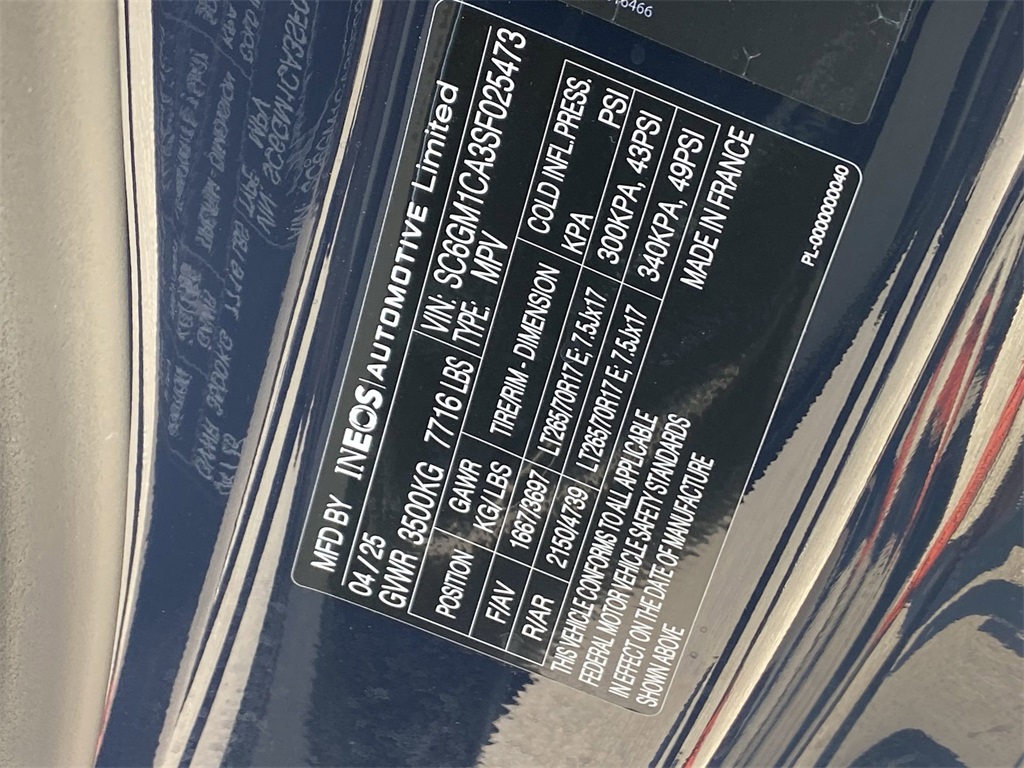 MFD BY INEOS|AUTOMOTIVE Limited
04/25
GVWR 3500KG 7716 LBS VIN: SC6GM1CA3SF025473
TYPE: MPV
POSITION GAWR TIRE/RIM - DIMENSION COLD INFL.PRESS.
KG/LBS KPA PSI
F/AV 1667/3697 LT265/70R17 E; 7.5Jx17 300KPA, 43PSI
R/AR 2150/4739 LT265/70R17 E; 7.5Jx17 340KPA, 49PSI
THIS VEHICLE CONFORMS TO ALL APPLICABLE MADE IN FRANCE
FEDERAL MOTOR VEHICLE SAFETY STANDARDS
IN EFFECT ON THE DATE OF MANUFACTURE
SHOWN ABOVE
PL-0000000040